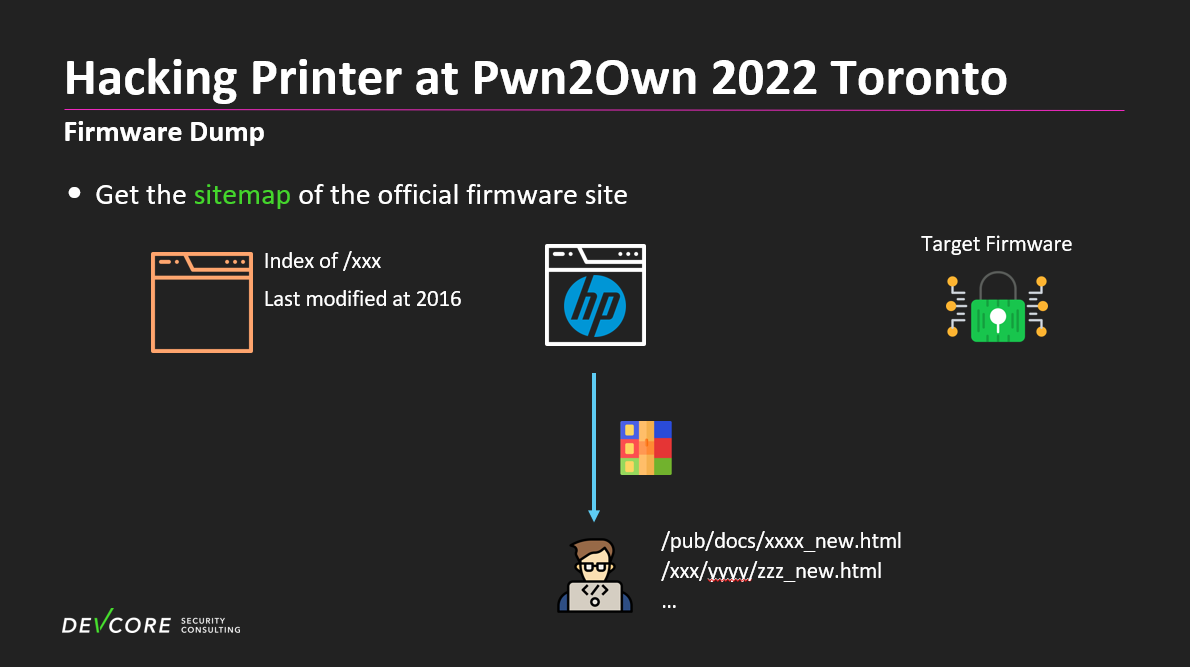 Hacking Printer at Pwn2Own 2022 Toronto
Firmware Dump
• Get the sitemap of the official firmware site
Index of /xxx
Last modified at 2016
hp
Target Firmware
</>
/pub/docs/xxxx_new.html
/xxx/yyyy/zzz_new.html
...
DEVCORE SECURITY
CONSULTING